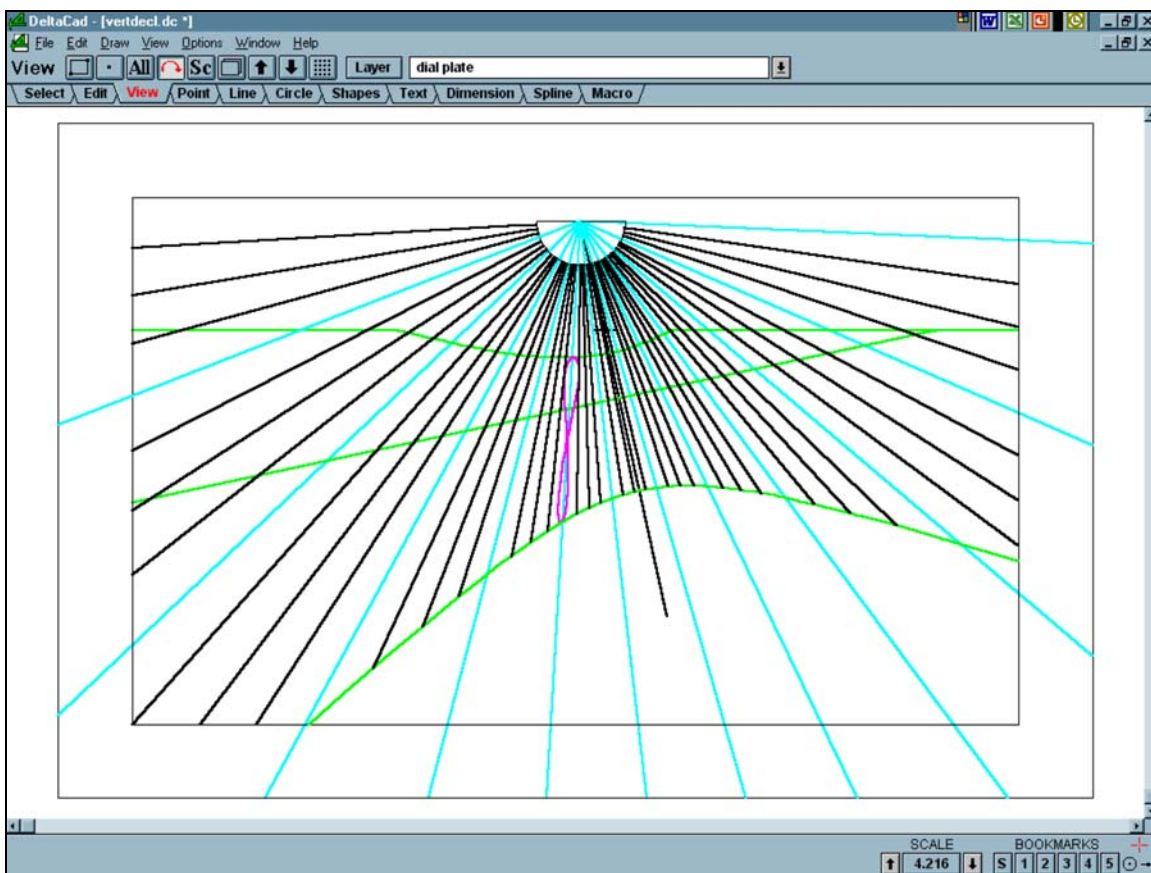 DeltaCad - [vertdecl.dc *]
File Edit Draw View Options Window Help
View All Sc Layer dial plate
Select Edit View Point Line Circle Shapes Text Dimension Spline Macro
SCALE BOOKMARKS
4.216 S 1 2 3 4 5